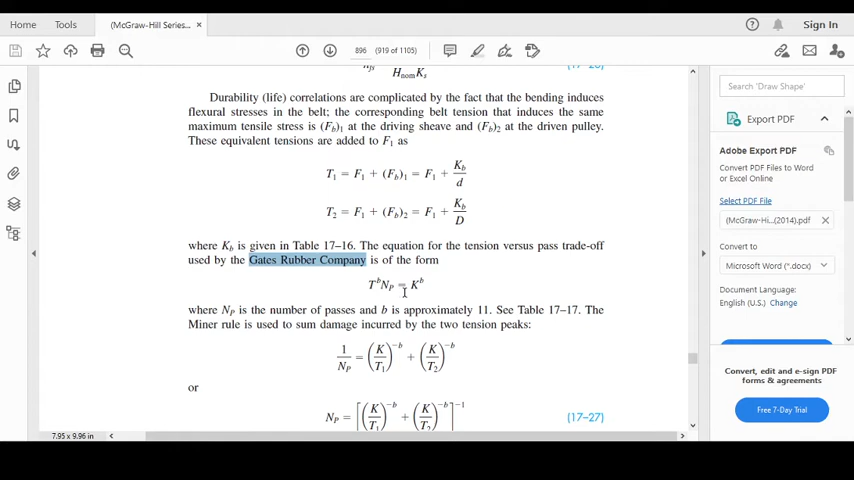 Home
Tools
(McGraw-Hill Series... ×
Sign In
896
(919 of 1105)
H_nom K_s
Durability (life) correlations are complicated by the fact that the bending induces
flexural stresses in the belt; the corresponding belt tension that induces the same
maximum tensile stress is (F_b)_1 at the driving sheave and (F_b)_2 at the driven pulley.
These equivalent tensions are added to F_1 as
T_1 = F_1 + (F_b)_1 = F_1 + K_b/d
T_2 = F_1 + (F_b)_2 = F_1 + K_b/D
where K_b is given in Table 17–16. The equation for the tension versus pass trade-off
used by the Gates Rubber Company is of the form
T^b N_P = K^b
where N_P is the number of passes and b is approximately 11. See Table 17–17. The
Miner rule is used to sum damage incurred by the two tension peaks:
1/N_P = (K/T_1)^−b + (K/T_2)^−b
or
N_P = [(K/T_1)^−b + (K/T_2)^−b]^−1 (17–27)
7.95 x 9.96 in
Search 'Draw Shape'
Export PDF
Adobe Export PDF
Convert PDF Files to Word
or Excel Online
Select PDF File
(McGraw-Hi...(2014).pdf ×
Convert to
Microsoft Word (*.docx)
Document Language:
English (U.S.) Change
Convert, edit and e-sign PDF
forms & agreements
Free 7-Day Trial